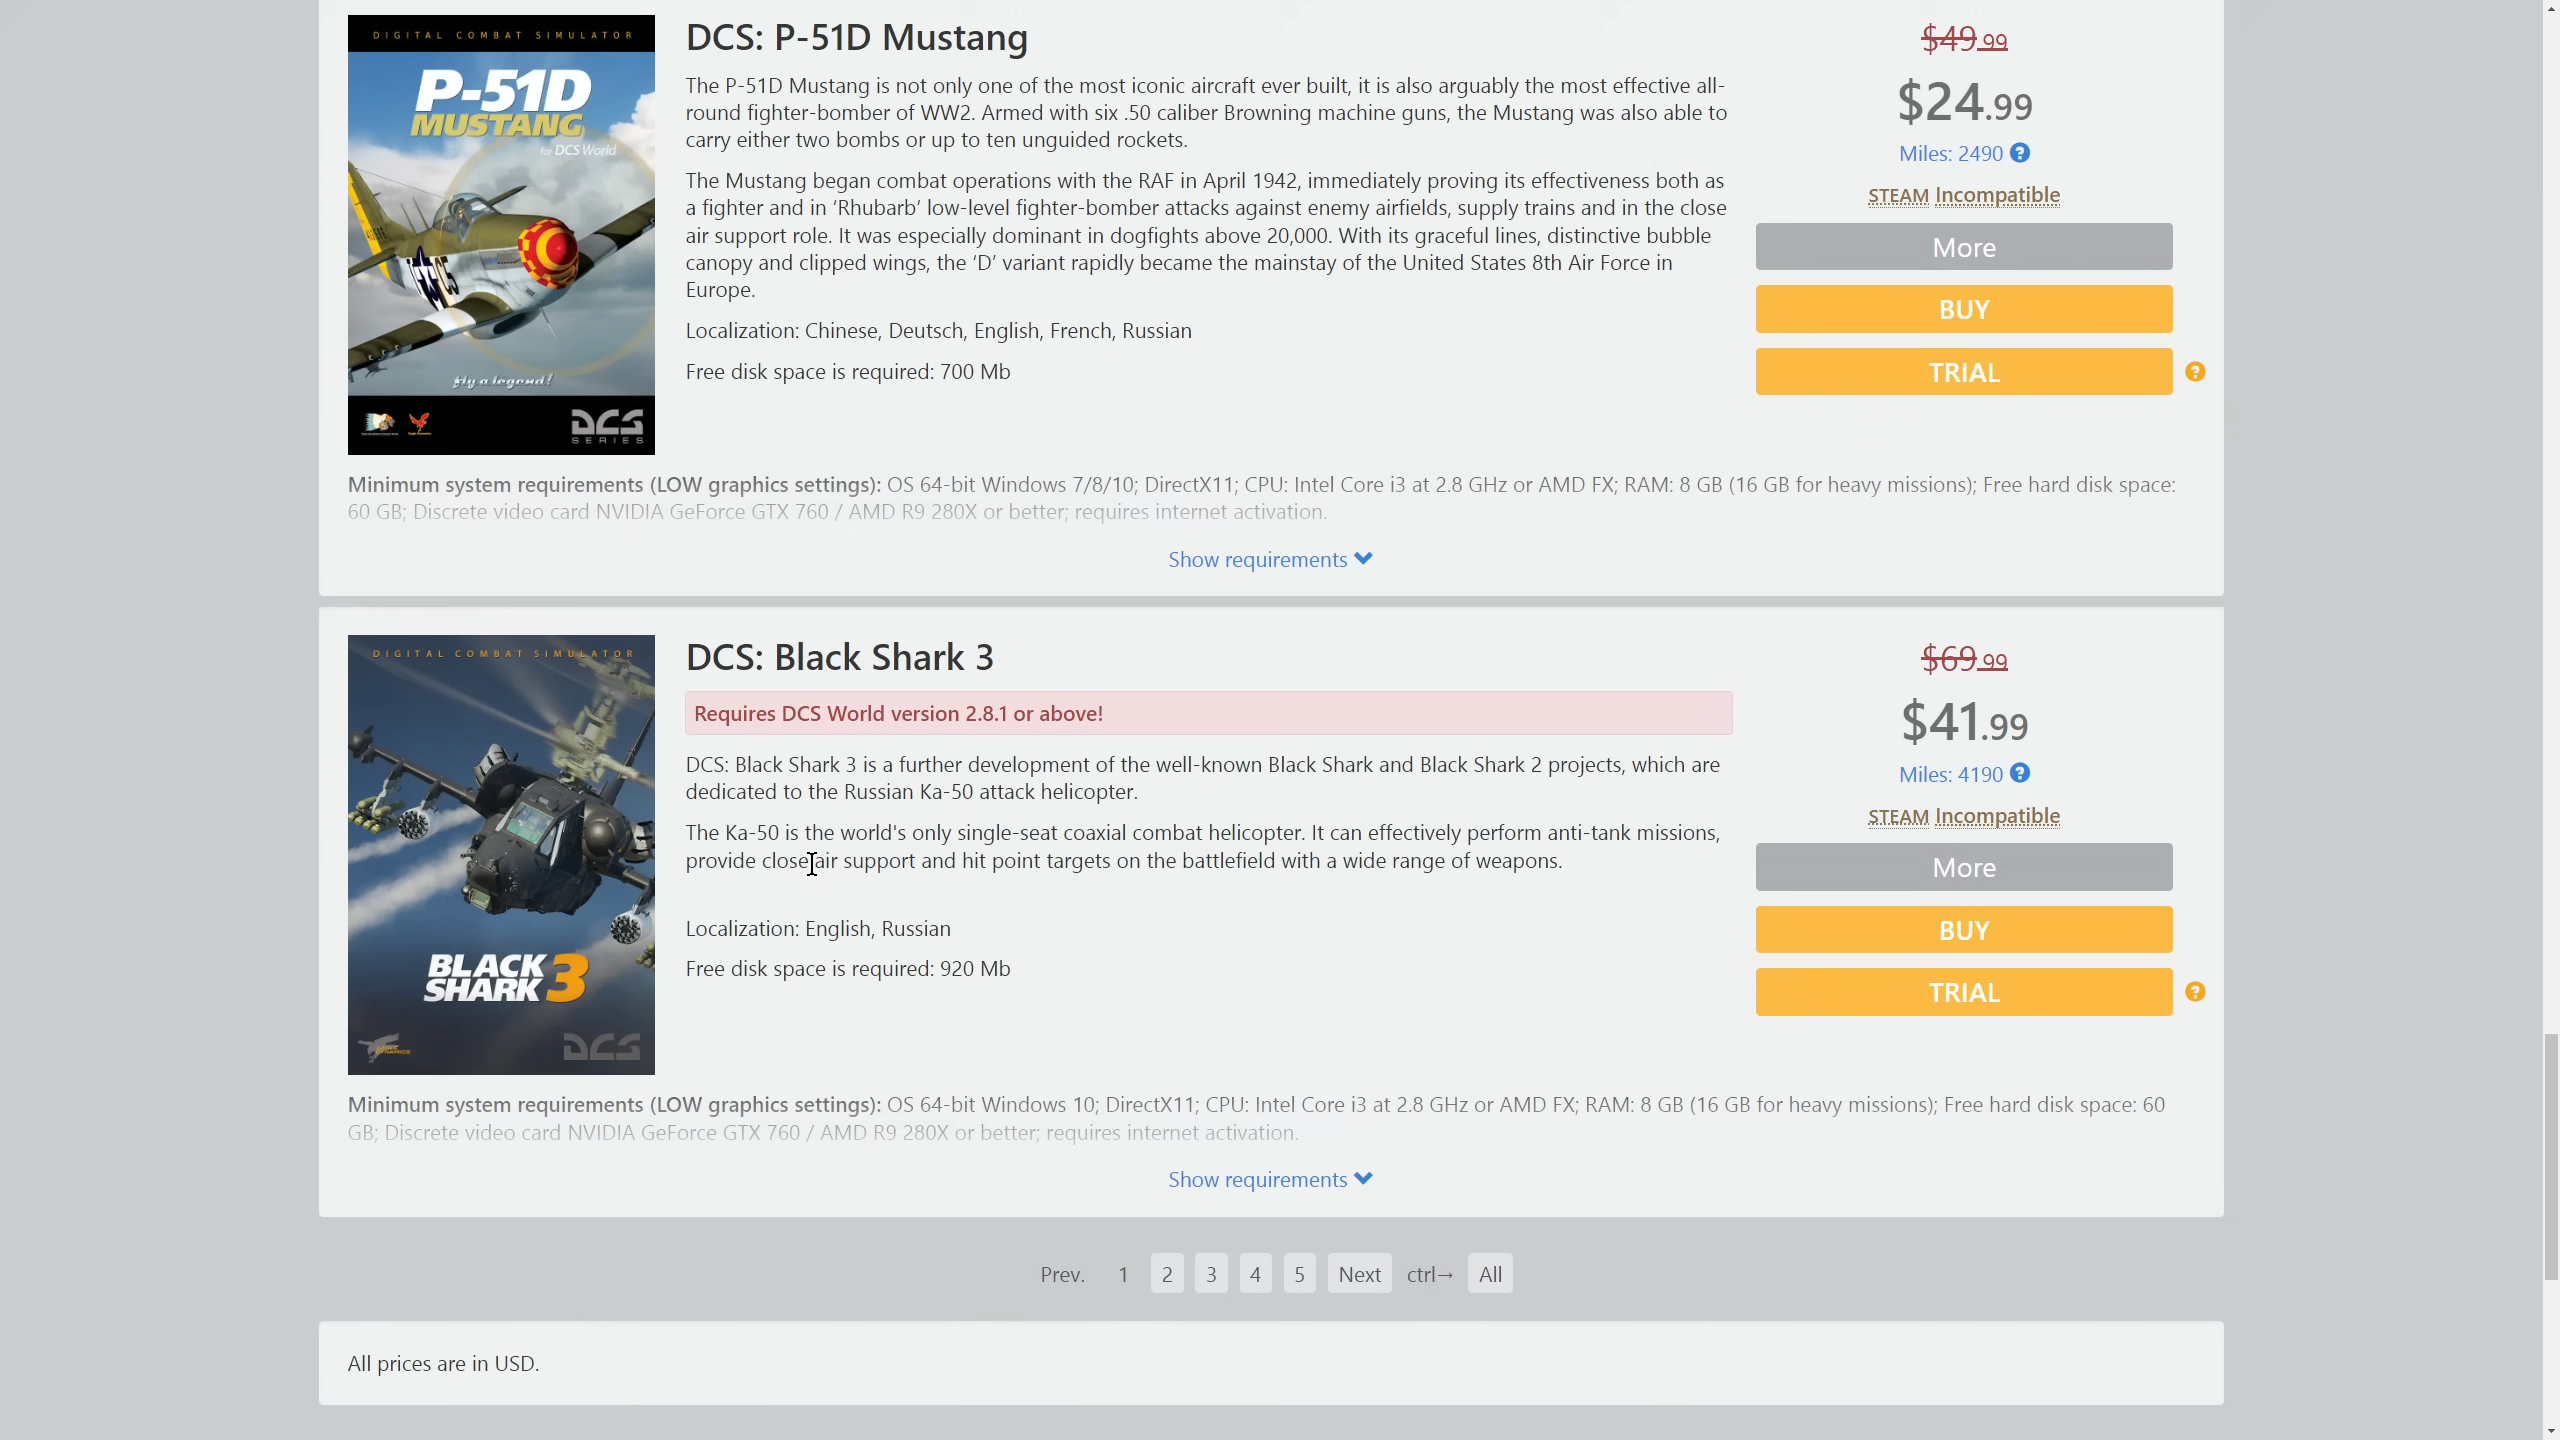 DIGITAL COMBAT SIMULATOR
P-51D
MUSTANG
for DCS World
fly a legend!
DCS
SERIES
DCS: P-51D Mustang
The P-51D Mustang is not only one of the most iconic aircraft ever built, it is also arguably the most effective all-
round fighter-bomber of WW2. Armed with six .50 caliber Browning machine guns, the Mustang was also able to
carry either two bombs or up to ten unguided rockets.
The Mustang began combat operations with the RAF in April 1942, immediately proving its effectiveness both as
a fighter and in ‘Rhubarb’ low-level fighter-bomber attacks against enemy airfields, supply trains and in the close
air support role. It was especially dominant in dogfights above 20,000. With its graceful lines, distinctive bubble
canopy and clipped wings, the ‘D’ variant rapidly became the mainstay of the United States 8th Air Force in
Europe.
Localization: Chinese, Deutsch, English, French, Russian
Free disk space is required: 700 Mb
$49.99
$24.99
Miles: 2490 ?
STEAM Incompatible
More
BUY
TRIAL ?
Minimum system requirements (LOW graphics settings): OS 64-bit Windows 7/8/10; DirectX11; CPU: Intel Core i3 at 2.8 GHz or AMD FX; RAM: 8 GB (16 GB for heavy missions); Free hard disk space:
60 GB; Discrete video card NVIDIA GeForce GTX 760 / AMD R9 280X or better; requires internet activation.
Show requirements
DIGITAL COMBAT SIMULATOR
BLACK
SHARK 3
DCS
DCS: Black Shark 3
Requires DCS World version 2.8.1 or above!
DCS: Black Shark 3 is a further development of the well-known Black Shark and Black Shark 2 projects, which are
dedicated to the Russian Ka-50 attack helicopter.
The Ka-50 is the world's only single-seat coaxial combat helicopter. It can effectively perform anti-tank missions,
provide close air support and hit point targets on the battlefield with a wide range of weapons.
Localization: English, Russian
Free disk space is required: 920 Mb
$69.99
$41.99
Miles: 4190 ?
STEAM Incompatible
More
BUY
TRIAL ?
Minimum system requirements (LOW graphics settings): OS 64-bit Windows 10; DirectX11; CPU: Intel Core i3 at 2.8 GHz or AMD FX; RAM: 8 GB (16 GB for heavy missions); Free hard disk space: 60
GB; Discrete video card NVIDIA GeForce GTX 760 / AMD R9 280X or better; requires internet activation.
Show requirements
Prev. 1 2 3 4 5 Next ctrl→ All
All prices are in USD.